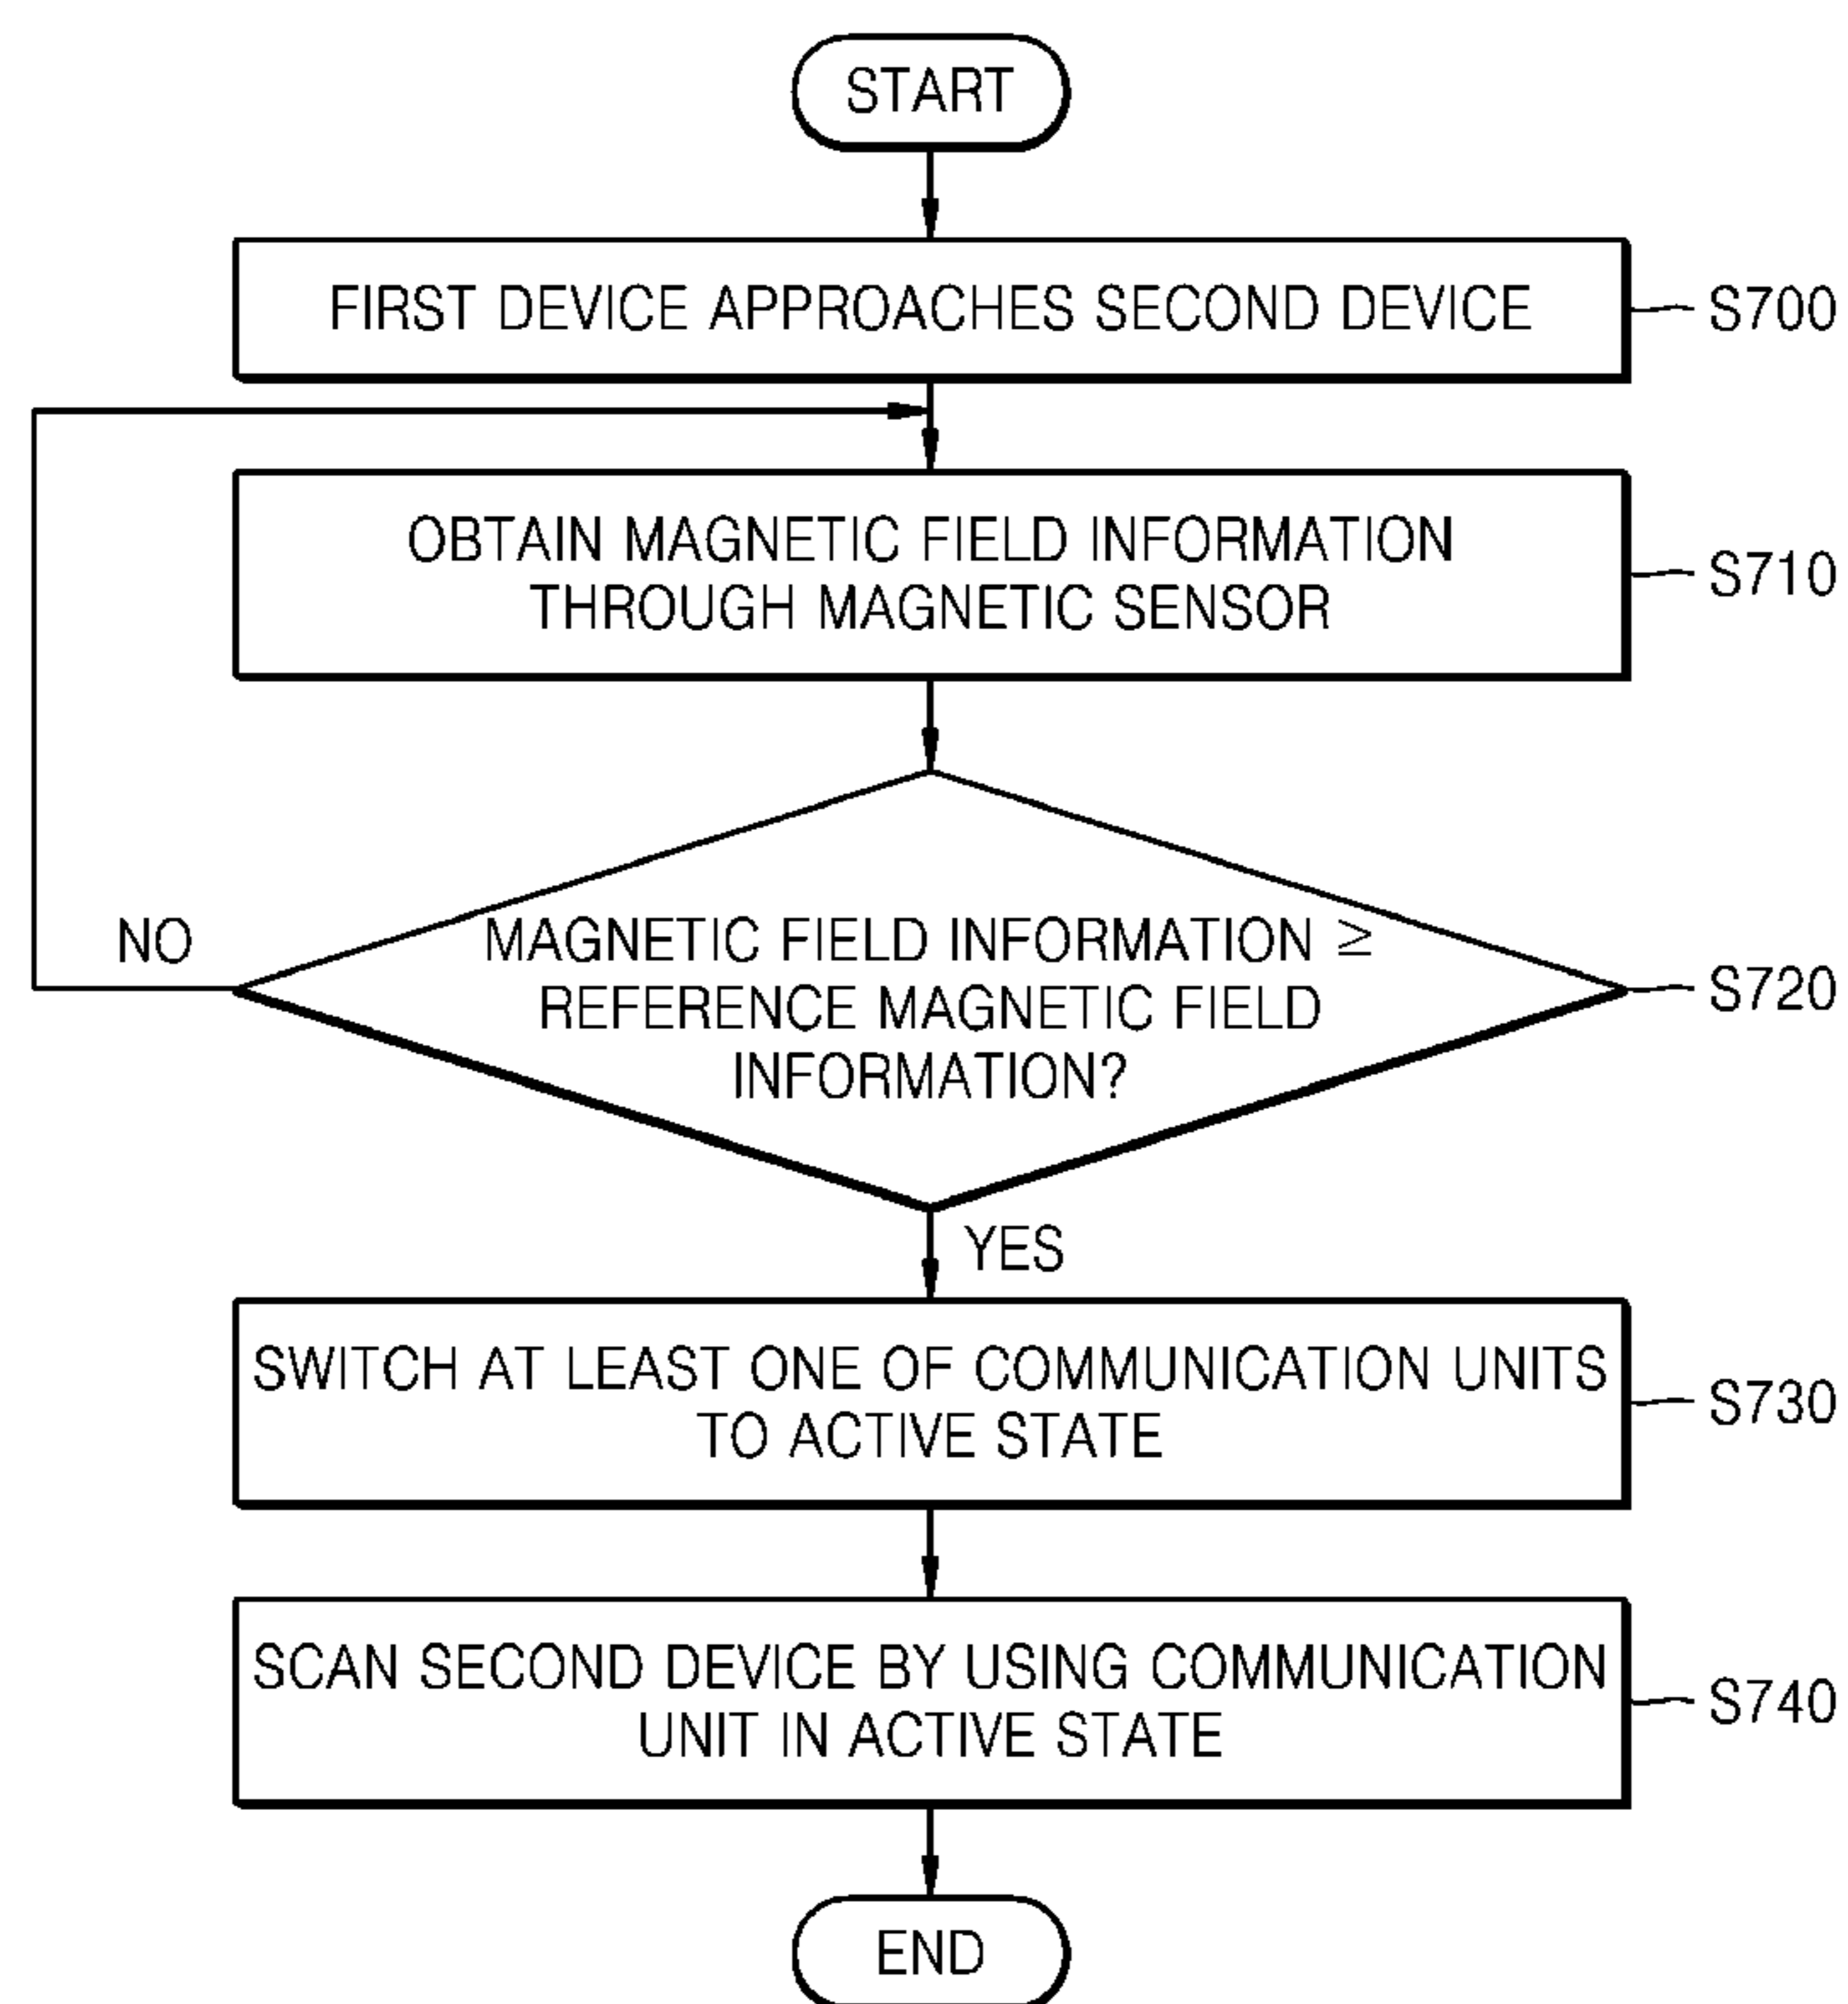 START
FIRST DEVICE APPROACHES SECOND DEVICE
S700
OBTAIN MAGNETIC FIELD INFORMATION
THROUGH MAGNETIC SENSOR
S710
NO
MAGNETIC FIELD INFORMATION ≥
REFERENCE MAGNETIC FIELD
INFORMATION?
S720
YES
SWITCH AT LEAST ONE OF COMMUNICATION UNITS
TO ACTIVE STATE
S730
SCAN SECOND DEVICE BY USING COMMUNICATION
UNIT IN ACTIVE STATE
S740
END